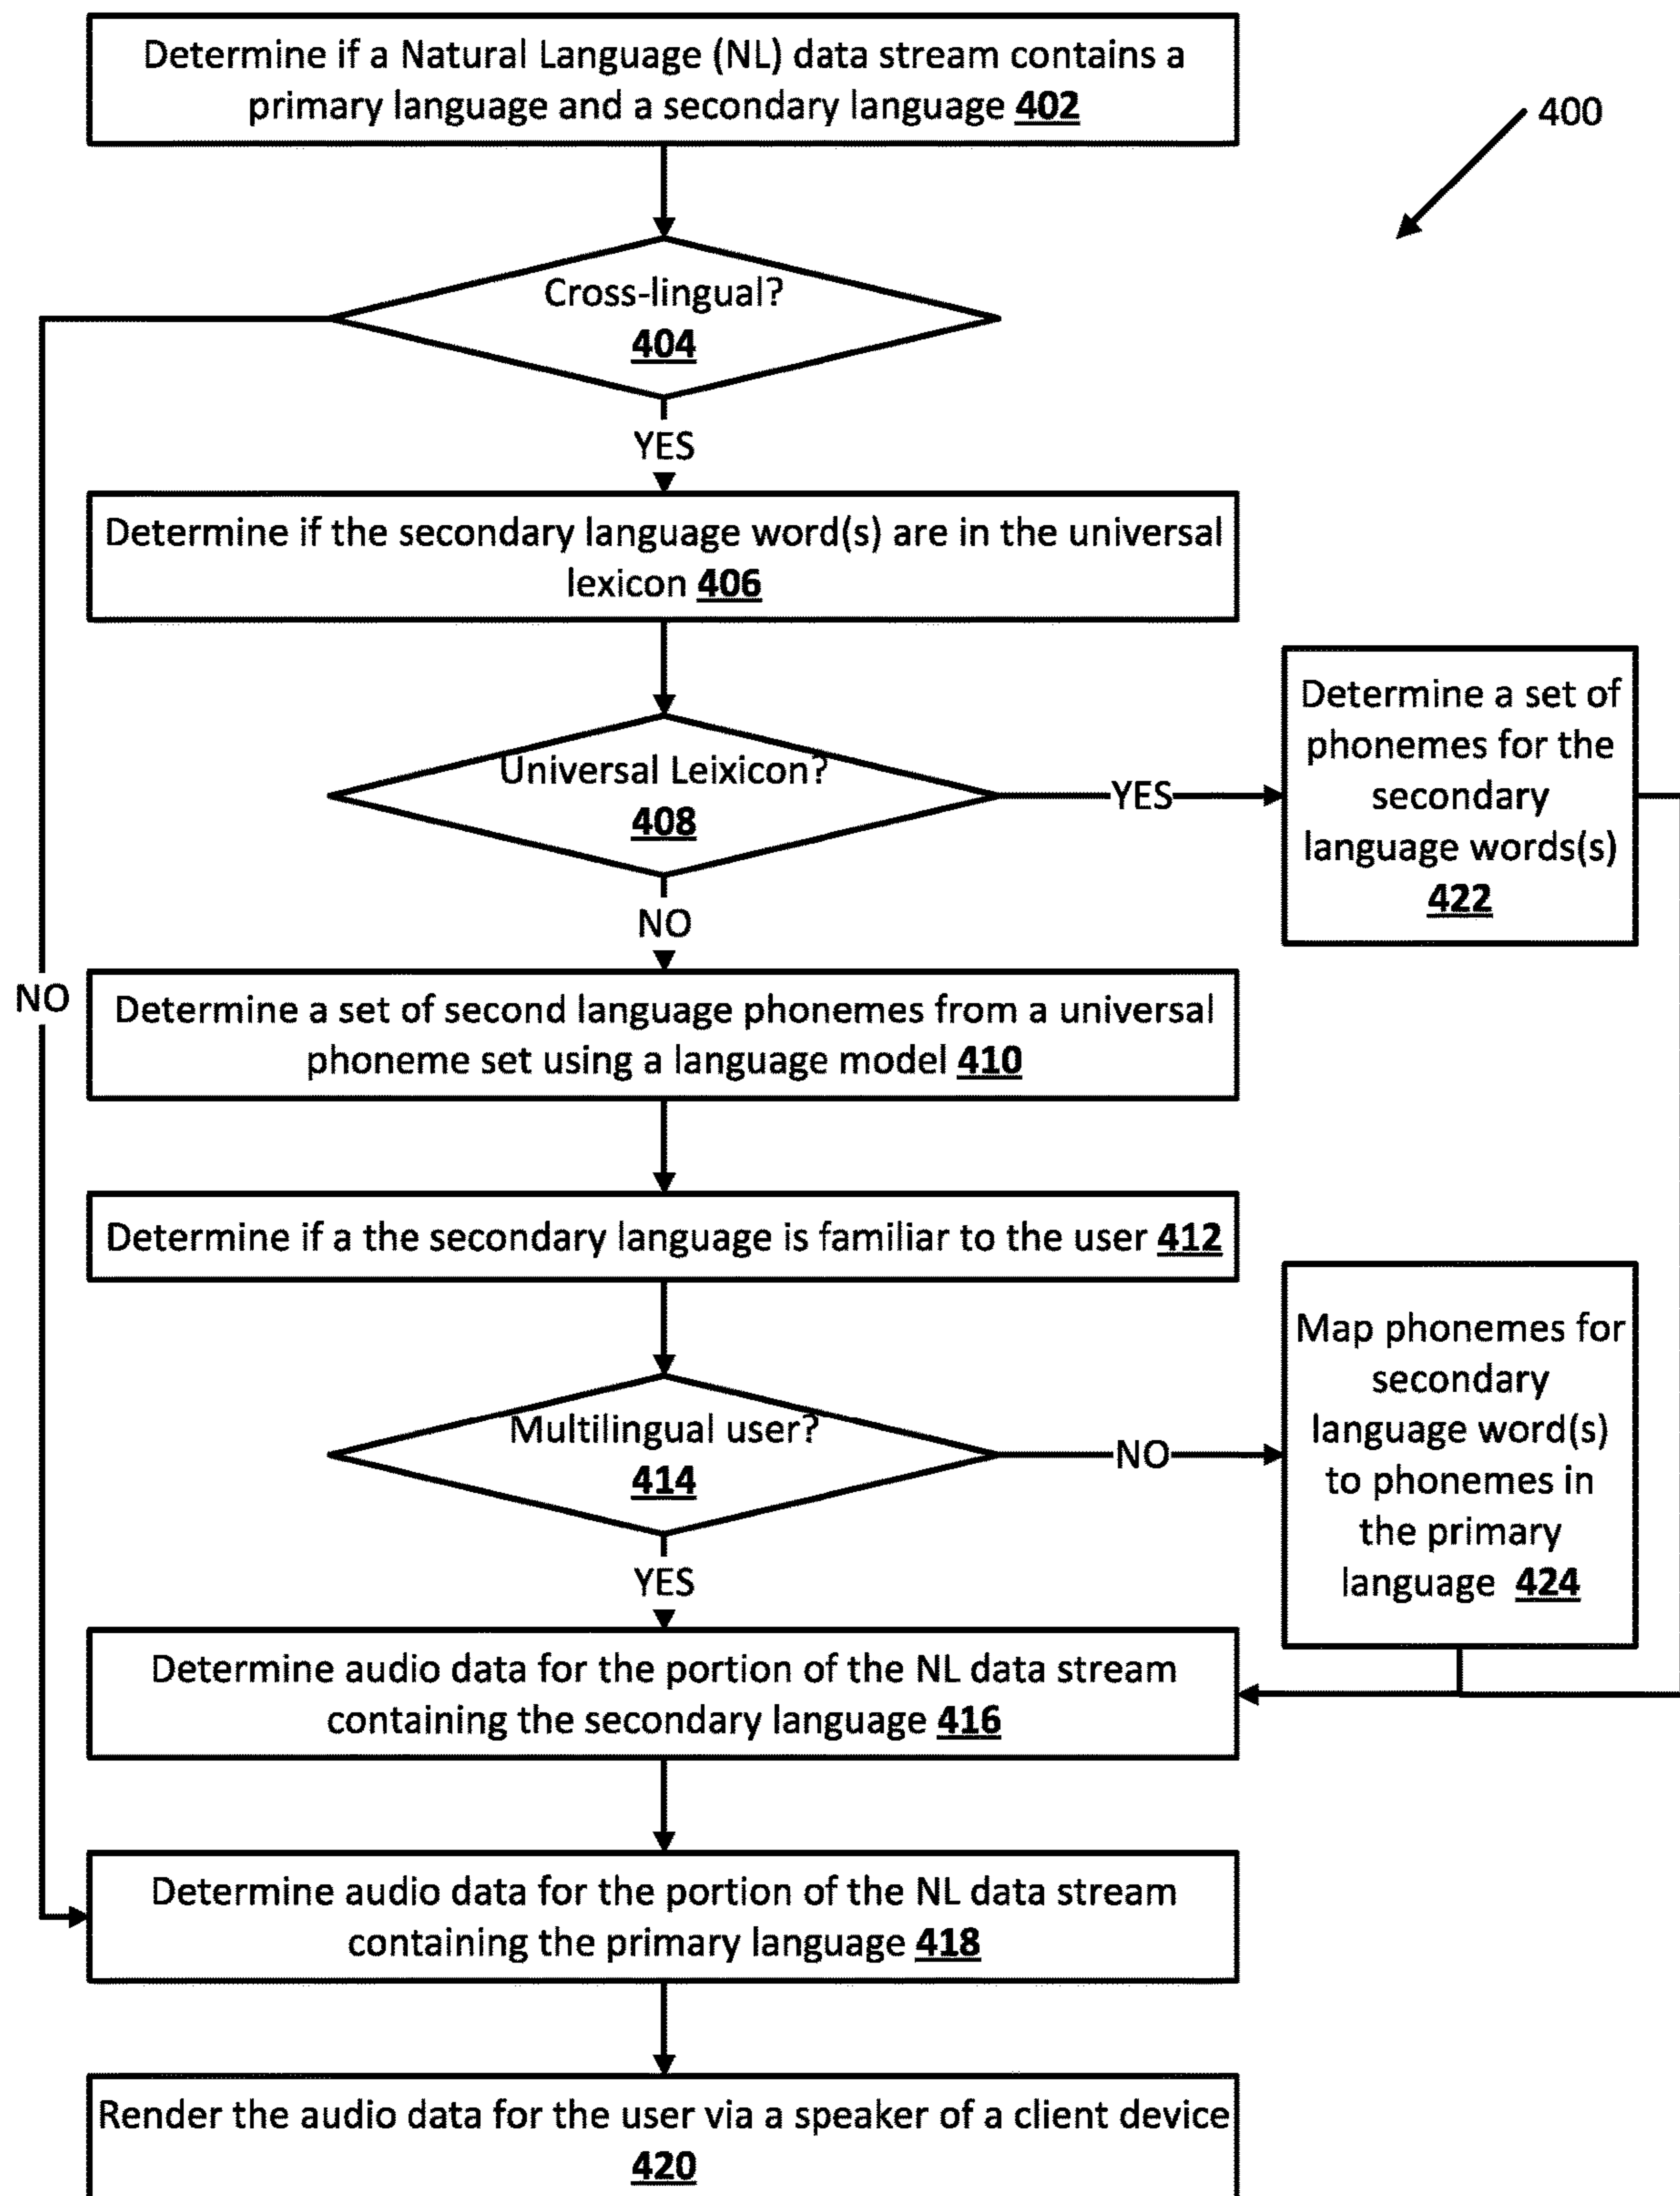 Determine if a Natural Language (NL) data stream contains a
primary language and a secondary language 402
400
Cross-lingual?
404
YES
Determine if the secondary language word(s) are in the universal
lexicon 406
Universal Leixicon?
408
YES
Determine a set of
phonemes for the
secondary
language words(s)
422
NO
NO
Determine a set of second language phonemes from a universal
phoneme set using a language model 410
Determine if a the secondary language is familiar to the user 412
Multilingual user?
414
NO
Map phonemes for
secondary
language word(s)
to phonemes in
the primary
language 424
YES
Determine audio data for the portion of the NL data stream
containing the secondary language 416
Determine audio data for the portion of the NL data stream
containing the primary language 418
Render the audio data for the user via a speaker of a client device
420